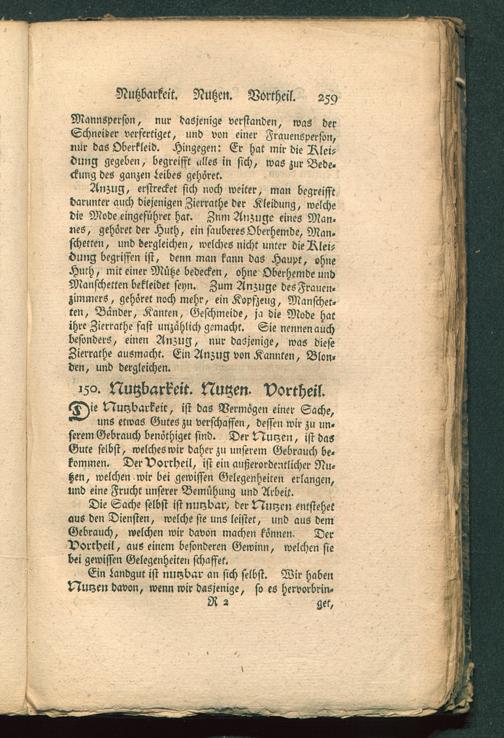 Nutzbarkeit. Nutzen. Vortheil. 259
Mannsperson, nur dasjenige verstanden, was der
Schneider verfertiget, und von einer Frauensperson,
nur das Oberkleid. Hingegen: Er hat mir die Klei-
dung gegeben, begreifft alles in sich, was zur Bede-
ckung des ganzen Leibes gehöret.
Anzug, erstrecket sich noch weiter, man begreifft
darunter auch diejenigen Zierrathe der Kleidung, welche
die Mode eingeführet hat. Znm Anzuge eines Man-
nes, gehöret der Huth, ein sauberes Oberhemde, Man-
schetten, und dergleichen, welches nicht unter die Klei-
dung begriffen ist, denn man kann das Haupt, ohne
Huth, mit einer Mütze bedecken, ohne Oberhemde und
Manschetten bekleidet seyn. Zum Anzuge des Frauen-
zimmers, gehöret noch mehr, ein Kopfzeug, Manschet-
ten, Bänder, Kanten, Geschmeide, ja die Mode hat
ihre Zierrathe fast unzählich gemacht. Sie nennen auch
besonders, einen Anzug, nur dasjenige, was diese
Zierrathe ausmacht. Ein Anzug von Kannten, Blon-
den, und dergleichen.
150. Nutzbarkeit. Nutzen. Vortheil.
Die Nutzbarkeit, ist das Vermögen einer Sache,
uns etwas Gutes zu verschaffen, dessen wir zu un-
serem Gebrauch benöthiget sind. Der Nutzen, ist das
Gute selbst, welches wir daher zu unserem Gebrauch be-
kommen. Der Vortheil, ist ein außerordentlicher Nu-
tzen, welchen wir bei gewissen Gelegenheiten erlangen,
und eine Frucht unserer Bemühung und Arbeit.
Die Sache selbst ist nutzbar, der Nutzen entstehet
aus den Diensten, welche sie uns leistet, und aus dem
Gebrauch, welchen wir davon machen können. Der
Vortheil, aus einem besonderen Gewinn, welchen sie
bei gewissen Gelegenheiten schaffet.
Ein Landgut ist nutzbar an sich selbst. Wir haben
Nutzen davon, wenn wir dasjenige, so es hervorbrin-
R 2 get,